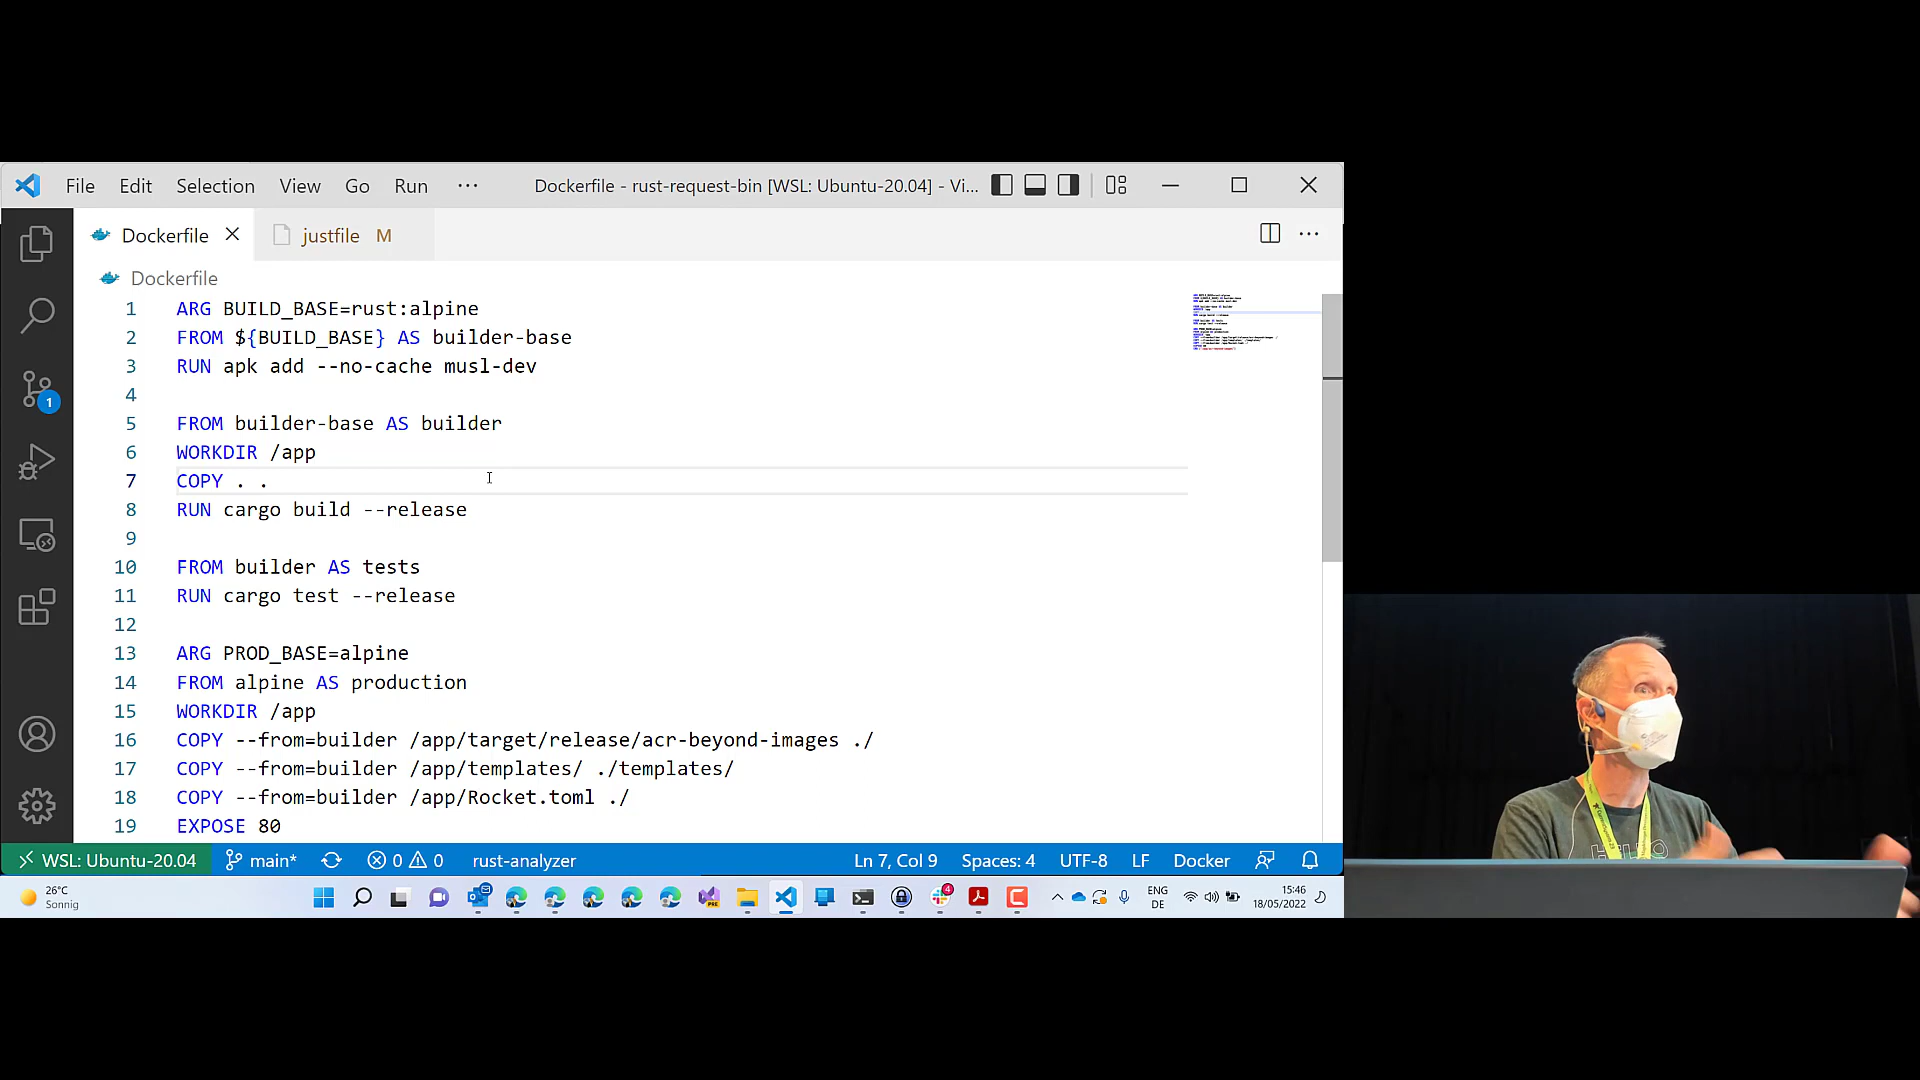 File Edit Selection View Go Run ··· Dockerfile - rust-request-bin [WSL: Ubuntu-20.04] - Vi...
Dockerfile justfile M
Dockerfile
1 ARG BUILD_BASE=rust:alpine
2 FROM ${BUILD_BASE} AS builder-base
3 RUN apk add --no-cache musl-dev
4
5 FROM builder-base AS builder
6 WORKDIR /app
7 COPY . .
8 RUN cargo build --release
9
10 FROM builder AS tests
11 RUN cargo test --release
12
13 ARG PROD_BASE=alpine
14 FROM alpine AS production
15 WORKDIR /app
16 COPY --from=builder /app/target/release/acr-beyond-images ./
17 COPY --from=builder /app/templates/ ./templates/
18 COPY --from=builder /app/Rocket.toml ./
19 EXPOSE 80
1
WSL: Ubuntu-20.04 main* 0 0 rust-analyzer Ln 7, Col 9 Spaces: 4 UTF-8 LF Docker
26°C
Sonnig
PRE
4
ENG
DE
15:46
18/05/2022